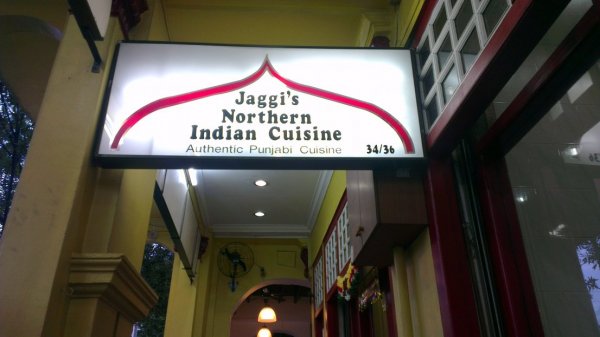 Jaggi's
Northern
Indian Cuisine
Authentic Punjabi Cuisine 34/36